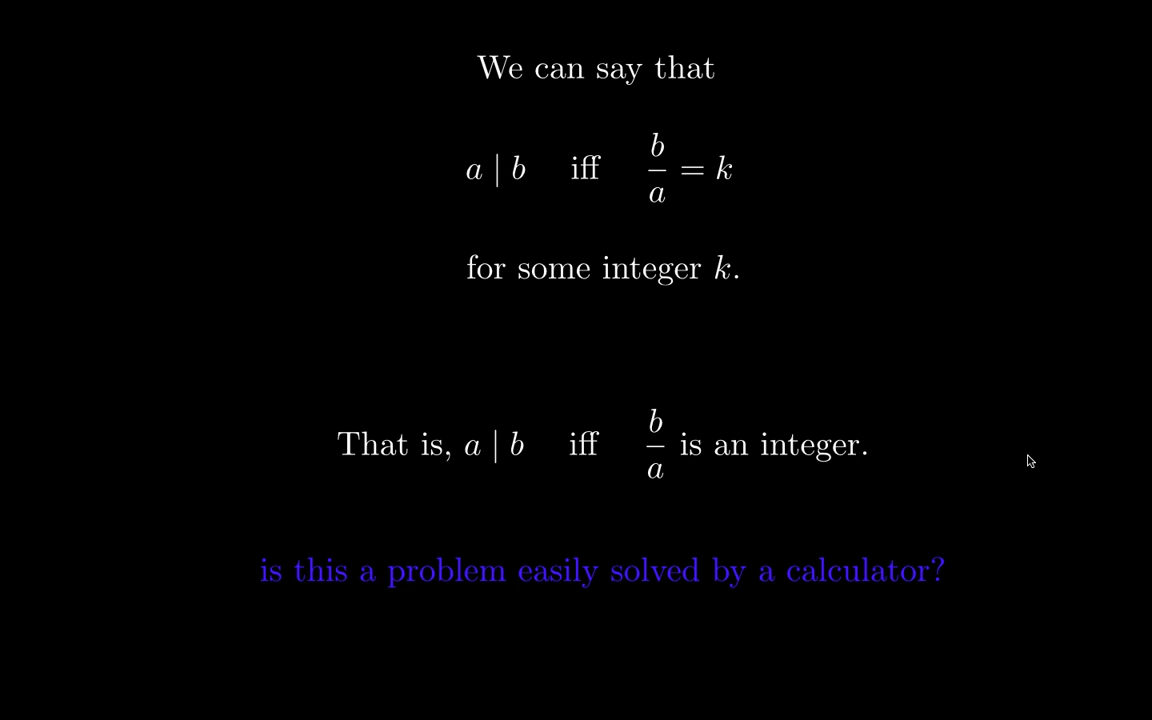 We can say that
a | b iff b/a = k
for some integer k.
That is, a | b iff b/a is an integer.
is this a problem easily solved by a calculator?